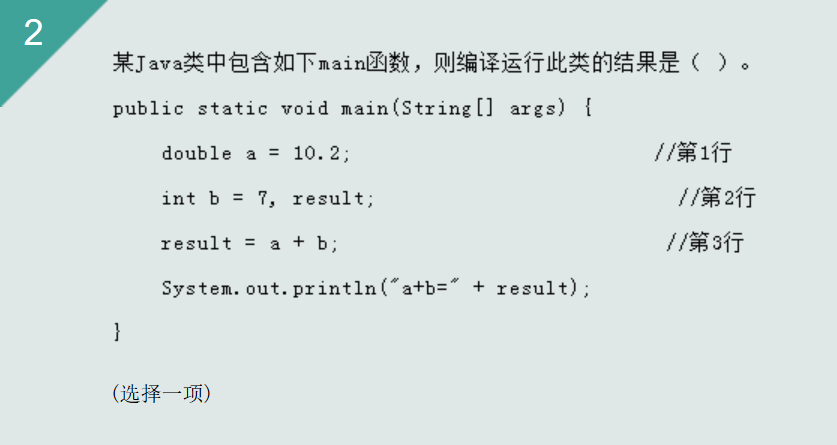 2
某Java类中包含如下main函数，则编译运行此类的结果是（ ）。
public static void main(String[] args) {
double a = 10.2; //第1行
int b = 7, result; //第2行
result = a + b; //第3行
System.out.println("a+b=" + result);
}
(选择一项)